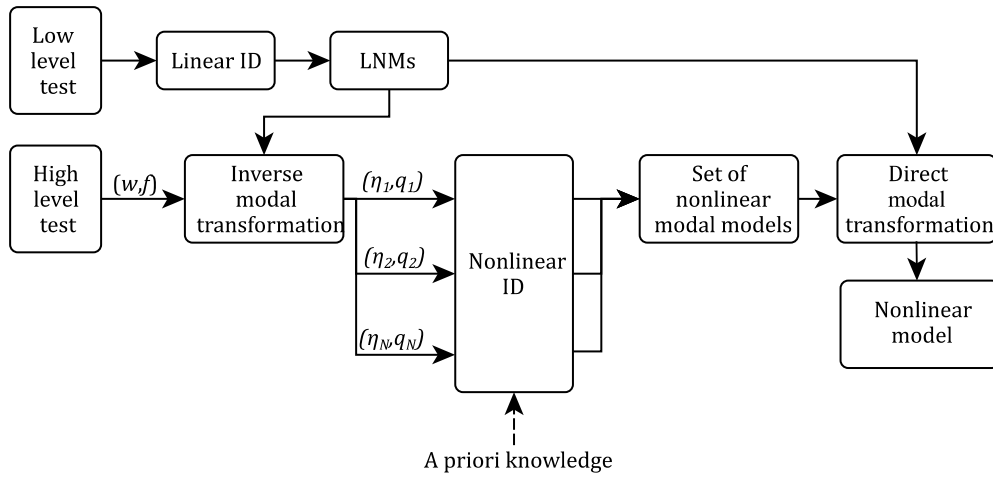 Low
level
test
Linear ID
LNMs
High
level
test
(w,f)
Inverse
modal
transformation
(η1,q1)
(η2,q2)
(ηN,qN)
Nonlinear
ID
Set of
nonlinear
modal models
Direct
modal
transformation
Nonlinear
model
A priori knowledge